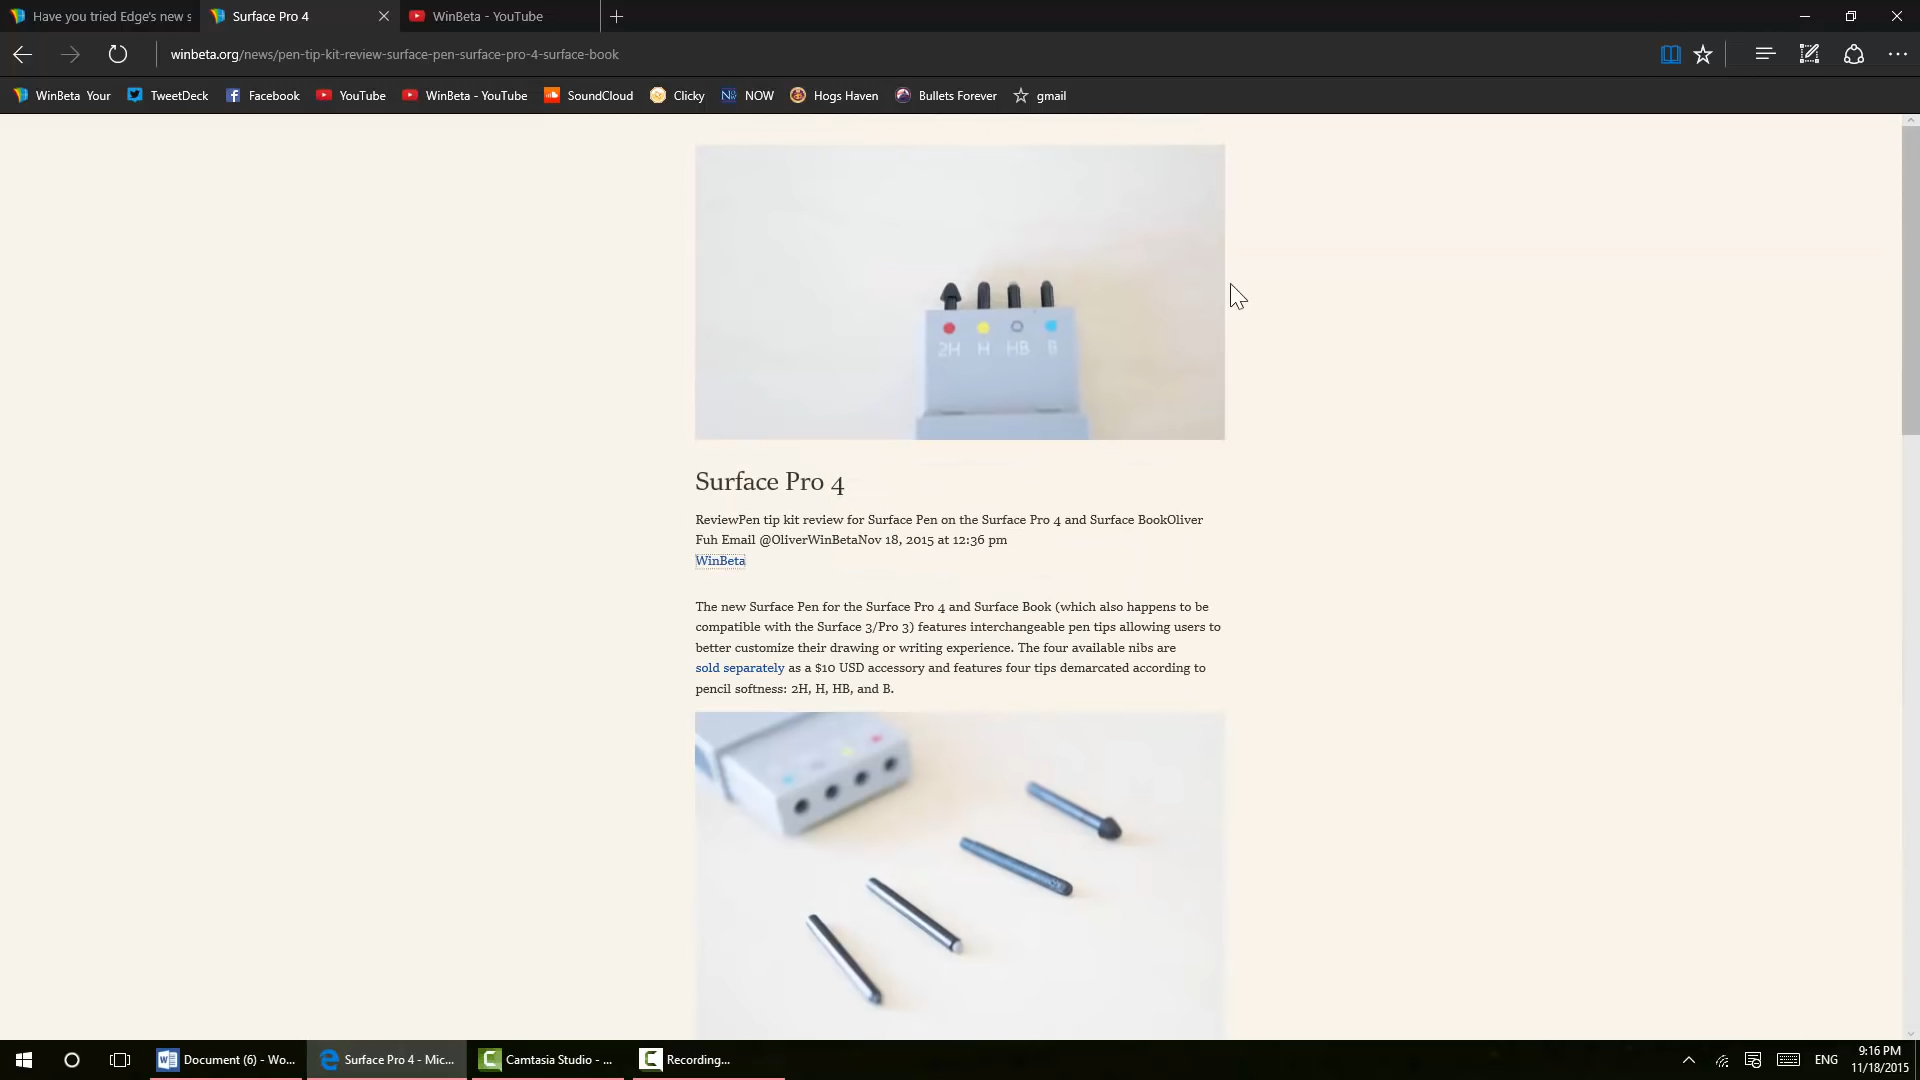 Have you tried Edge's new s
Surface Pro 4
WinBeta - YouTube
winbeta.org/news/pen-tip-kit-review-surface-pen-surface-pro-4-surface-book
WinBeta Your
TweetDeck
Facebook
YouTube
WinBeta - YouTube
SoundCloud
Clicky
NOW
Hogs Haven
Bullets Forever
gmail
2H H HB B
Surface Pro 4
ReviewPen tip kit review for Surface Pen on the Surface Pro 4 and Surface BookOliver
Fuh Email @OliverWinBetaNov 18, 2015 at 12:36 pm
WinBeta
The new Surface Pen for the Surface Pro 4 and Surface Book (which also happens to be
compatible with the Surface 3/Pro 3) features interchangeable pen tips allowing users to
better customize their drawing or writing experience. The four available nibs are
sold separately as a $10 USD accessory and features four tips demarcated according to
pencil softness: 2H, H, HB, and B.
Document (6) - Wo...
Surface Pro 4 - Mic...
Camtasia Studio - ...
Recording...
ENG
9:16 PM
11/18/2015